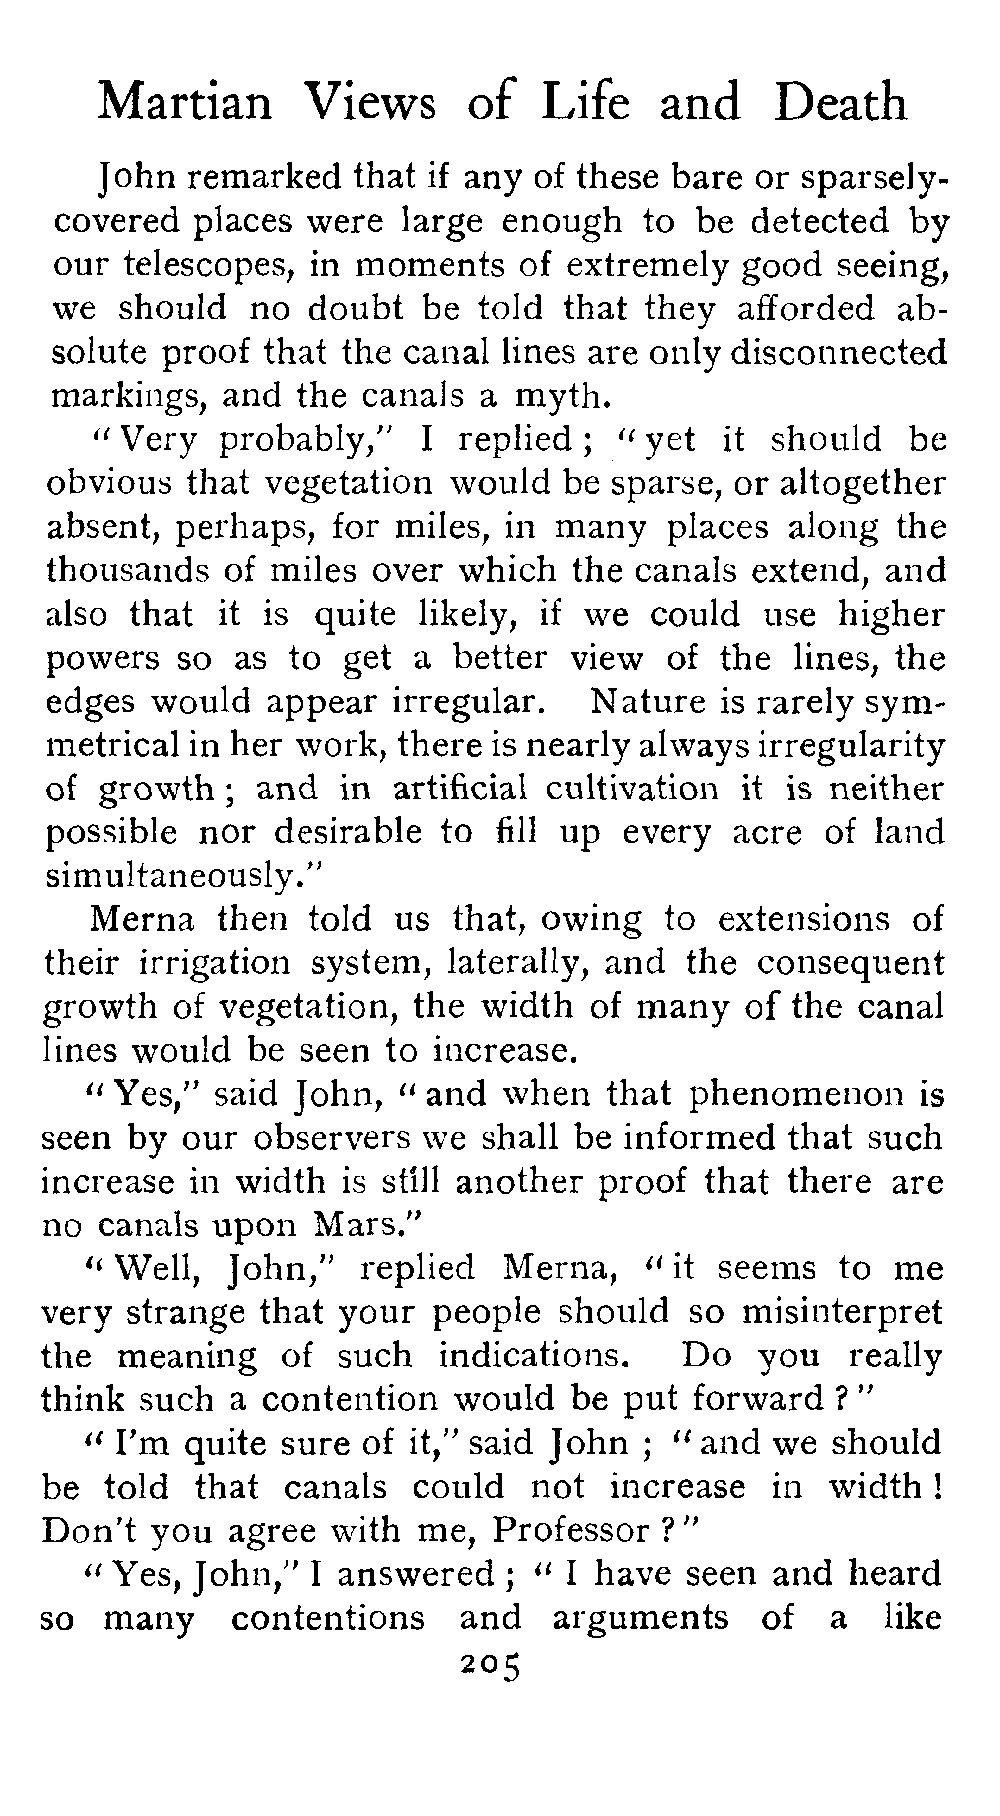 Martian Views of Life and Death
John remarked that if any of these bare or sparsely-
covered places were large enough to be detected by
our telescopes, in moments of extremely good seeing,
we should no doubt be told that they afforded ab-
solute proof that the canal lines are only disconnected
markings, and the canals a myth.
"Very probably," I replied; "yet it should be
obvious that vegetation would be sparse, or altogether
absent, perhaps, for miles, in many places along the
thousands of miles over which the canals extend, and
also that it is quite likely, if we could use higher
powers so as to get a better view of the lines, the
edges would appear irregular. Nature is rarely sym-
metrical in her work, there is nearly always irregularity
of growth; and in artificial cultivation it is neither
possible nor desirable to fill up every acre of land
simultaneously."
Merna then told us that, owing to extensions of
their irrigation system, laterally, and the consequent
growth of vegetation, the width of many of the canal
lines would be seen to increase.
"Yes," said John, "and when that phenomenon is
seen by our observers we shall be informed that such
increase in width is still another proof that there are
no canals upon Mars."
"Well, John," replied Merna, "it seems to me
very strange that your people should so misinterpret
the meaning of such indications. Do you really
think such a contention would be put forward?"
"I'm quite sure of it," said John; "and we should
be told that canals could not increase in width!
Don't you agree with me, Professor?"
"Yes, John," I answered; "I have seen and heard
so many contentions and arguments of a like
205